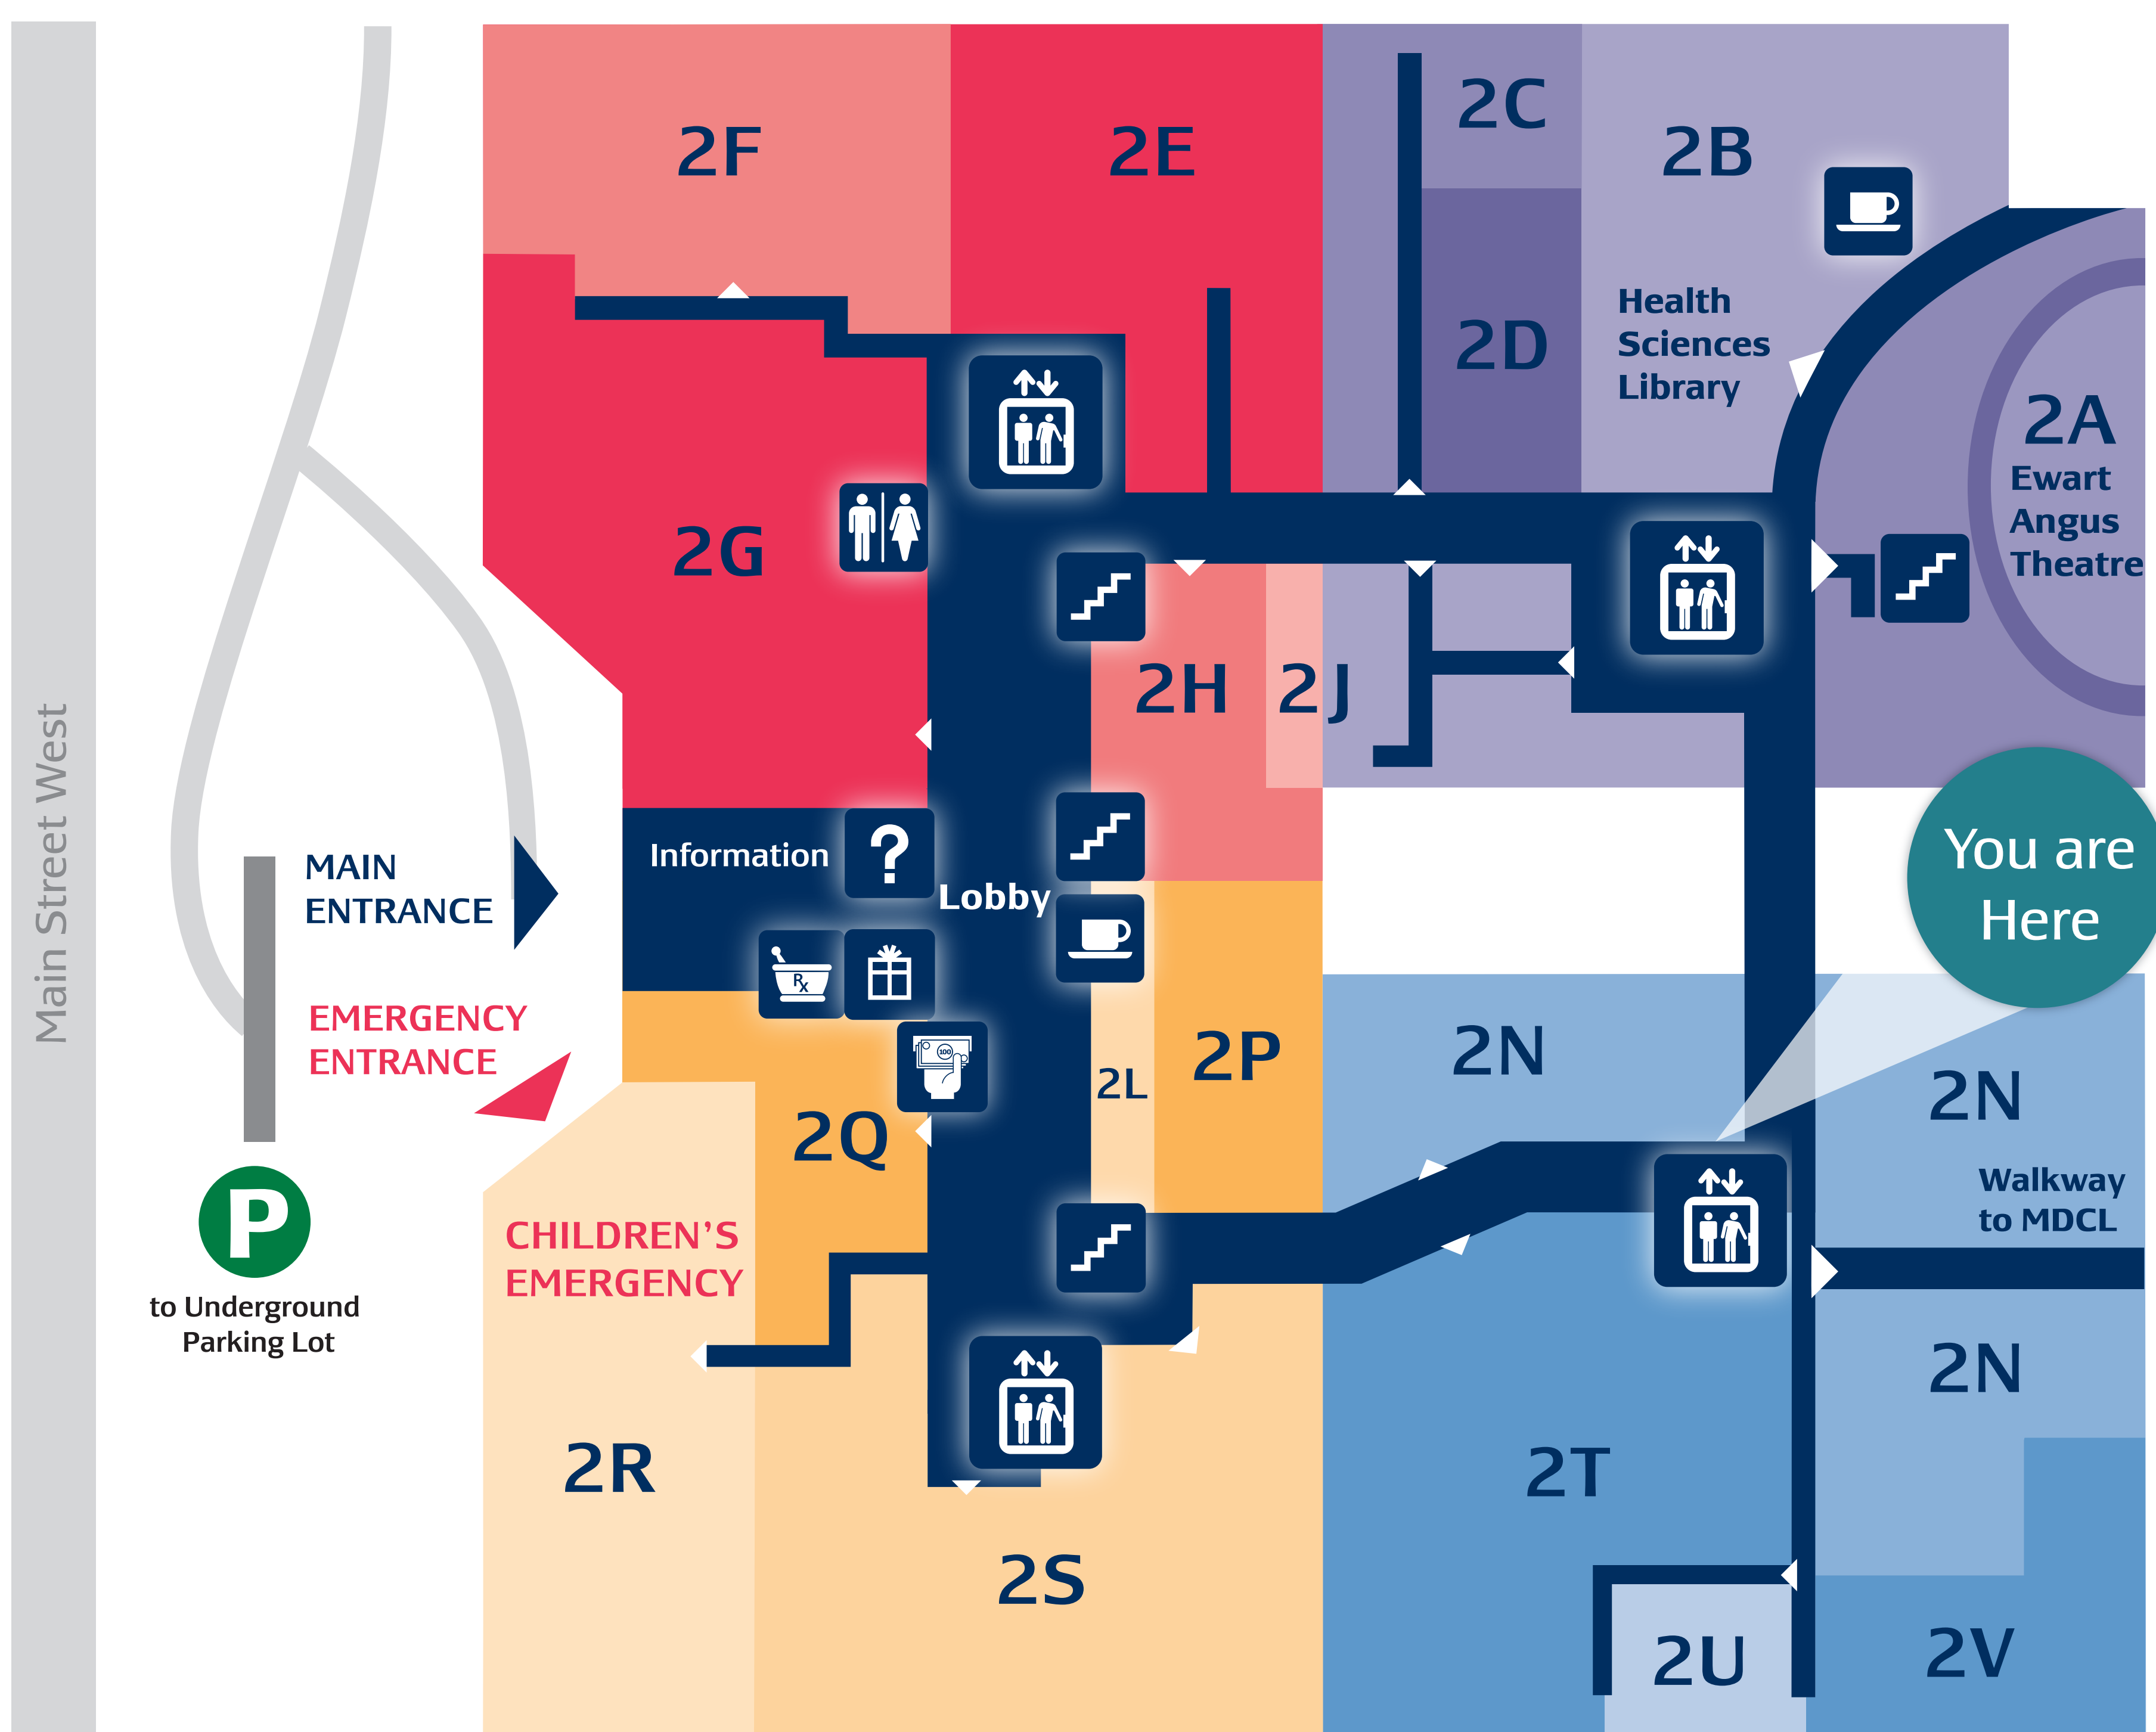 2F
2E
2C
2B
2D
Health
Sciences
Library
2A
Ewart
Angus
Theatre
2G
2H
2J
Main Street West
MAIN
ENTRANCE
Information
?
Lobby
You are
Here
Rx
EMERGENCY
ENTRANCE
100
2L
2P
2N
2N
2Q
Walkway
to MDCL
P
CHILDREN'S
EMERGENCY
to Underground
Parking Lot
2N
2R
2T
2S
2U
2V